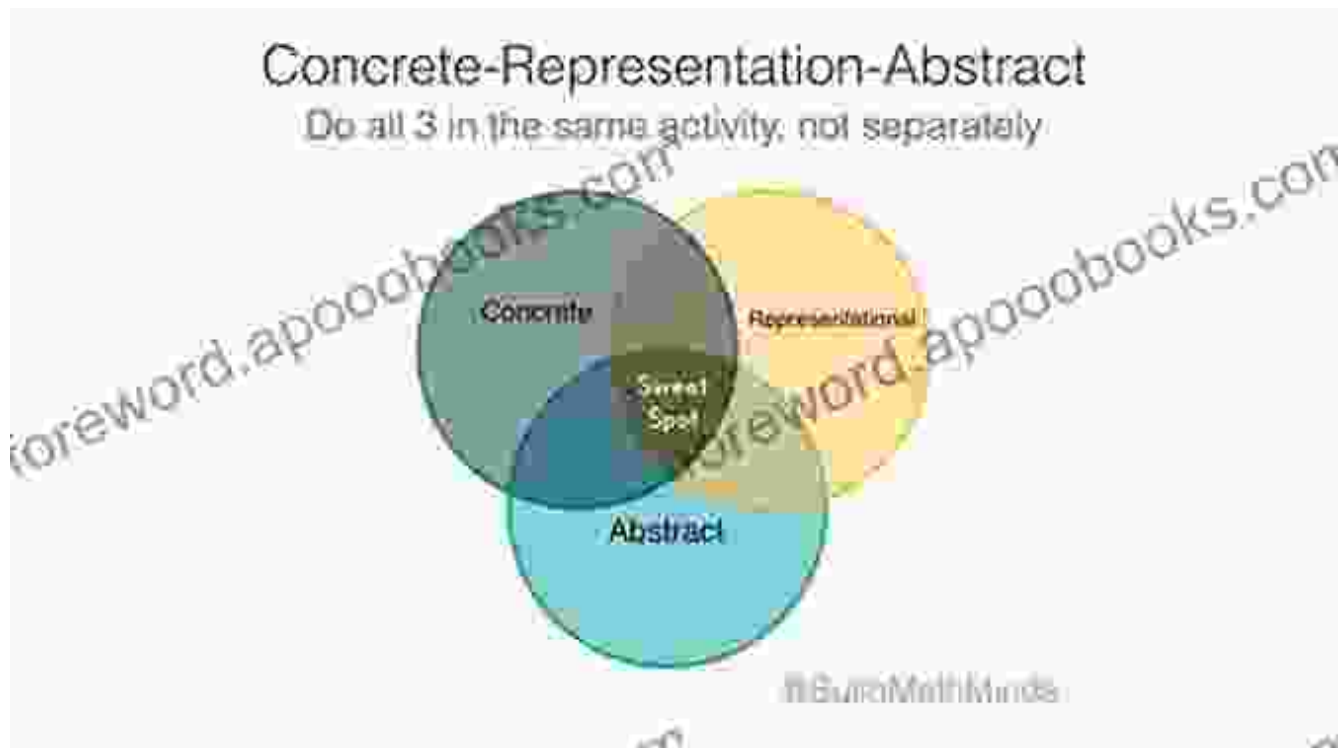 Concrete-Representation-Abstract
Do all 3 in the same activity, not separately
Concrete
Representational
Sweet
Spot
Abstract
#BuildMathMinds
foreword.apooobooks.com
foreword.apooobooks.com